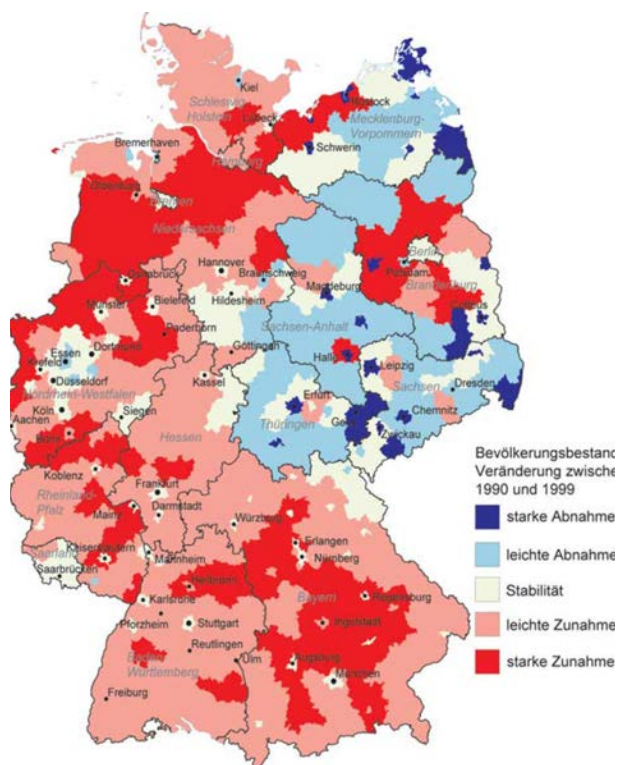 Kiel
Schleswig
Holstein
Lübeck
Rostock
Mecklenburg-
Vorpommern
Schwerin
Bremerhaven
Hamburg
Oldenburg
Bremen
Niedersachsen
Berlin
Hannover
Potsdam
Osnabrück
Braunschweig
Brandenburg
Magdeburg
Münster
Bielefeld
Hildesheim
Cottbus
Paderborn
Sachsen-Anhalt
Essen
Dortmund
Göttingen
Halle
Krefeld
Leipzig
Düsseldorf
Kassel
Nordrhein-Westfalen
Erfurt
Sachsen
Dresden
Köln
Siegen
Thüringen
Gera
Chemnitz
Aachen
Hessen
Zwickau
Bonn
Koblenz
Frankfurt
Rheinland-
Pfalz
Mainz
Darmstadt
Würzburg
Erlangen
Saarland
Kaiserslautern
Mannheim
Nürnberg
Saarbrücken
Heilbronn
Bayern
Regensburg
Karlsruhe
Pforzheim
Stuttgart
Ingolstadt
Reutlingen
Augsburg
Baden-
Württemberg
Ulm
München
Freiburg
Bevölkerungsbestand
Veränderung zwische
1990 und 1999
starke Abnahme
leichte Abnahme
Stabilität
leichte Zunahme
starke Zunahme